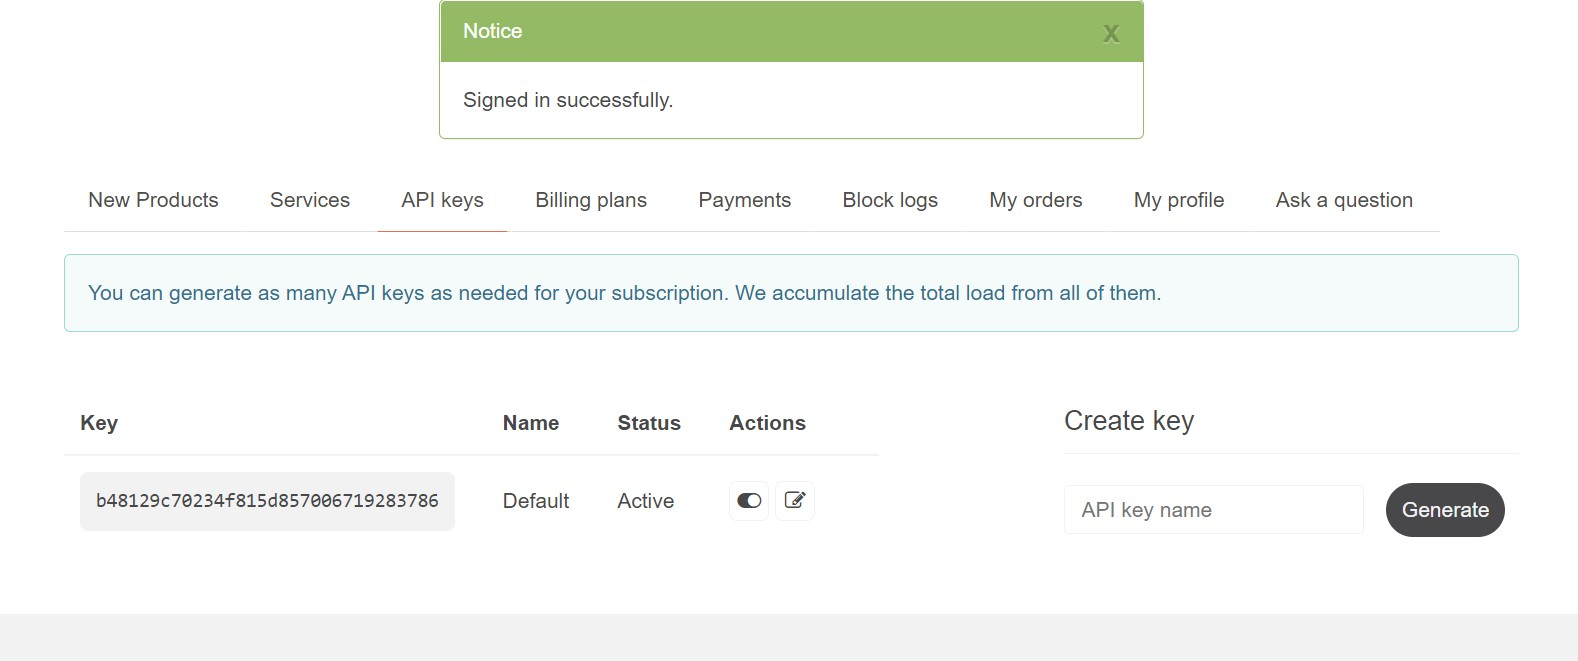 Notice
x
Signed in successfully.
New Products Services API keys Billing plans Payments Block logs My orders My profile Ask a question
You can generate as many API keys as needed for your subscription. We accumulate the total load from all of them.
Key Name Status Actions
b48129c70234f815d857006719283786 Default Active
Create key
API key name Generate